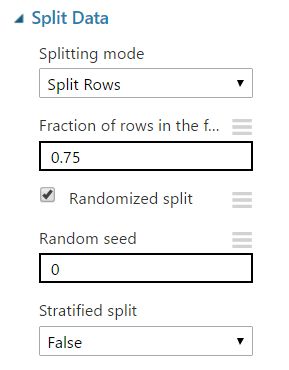 Split Data
Splitting mode
Split Rows
Fraction of rows in the f...
0.75
Randomized split
Random seed
0
Stratified split
False